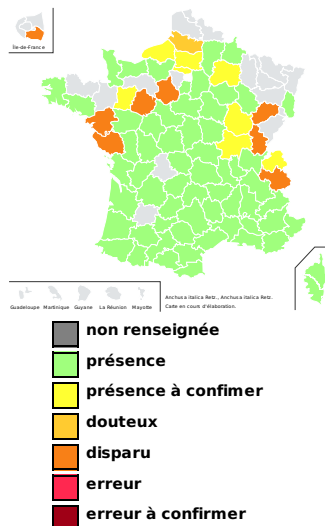 Île-de-France
Guadeloupe Martinique Guyane La Réunion Mayotte
Anchusa italica Retz., Anchusa italica Retz.
Carte en cours d'élaboration.
non renseignée
présence
présence à confimer
douteux
disparu
erreur
erreur à confirmer